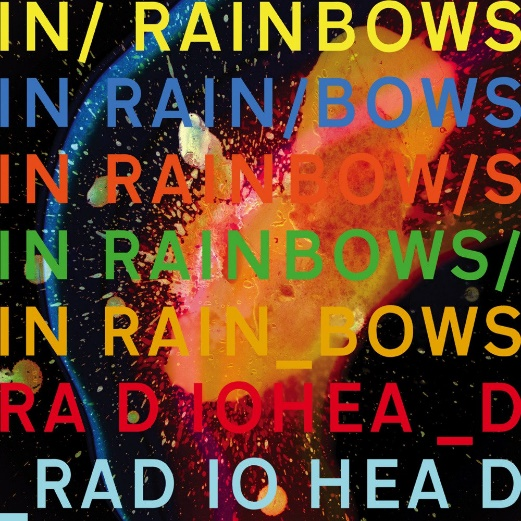 IN/ RAINBOWS
IN RAIN/BOWS
IN RAINBOW/S
IN RAINBOWS/
IN RAIN_BOWS
RA D IOHEA _D
_RAD IO HEA D